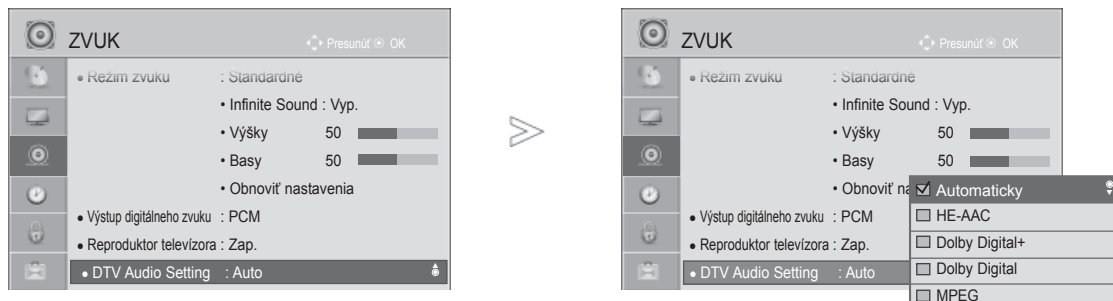 ZVUK
Presunúť OK
• Režim zvuku : Štandardné
• Infinite Sound : Vyp.
• Výšky 50
• Basy 50
• Obnoviť nastavenia
• Výstup digitálneho zvuku : PCM
• Reproduktor televízora : Zap.
• DTV Audio Setting : Auto
ZVUK
Presunúť OK
• Režim zvuku : Štandardné
• Infinite Sound : Vyp.
• Výšky 50
• Basy 50
• Obnoviť na
• Výstup digitálneho zvuku : PCM
• Reproduktor televízora : Zap.
• DTV Audio Setting : Auto
Automaticky
HE-AAC
Dolby Digital+
Dolby Digital
MPEG